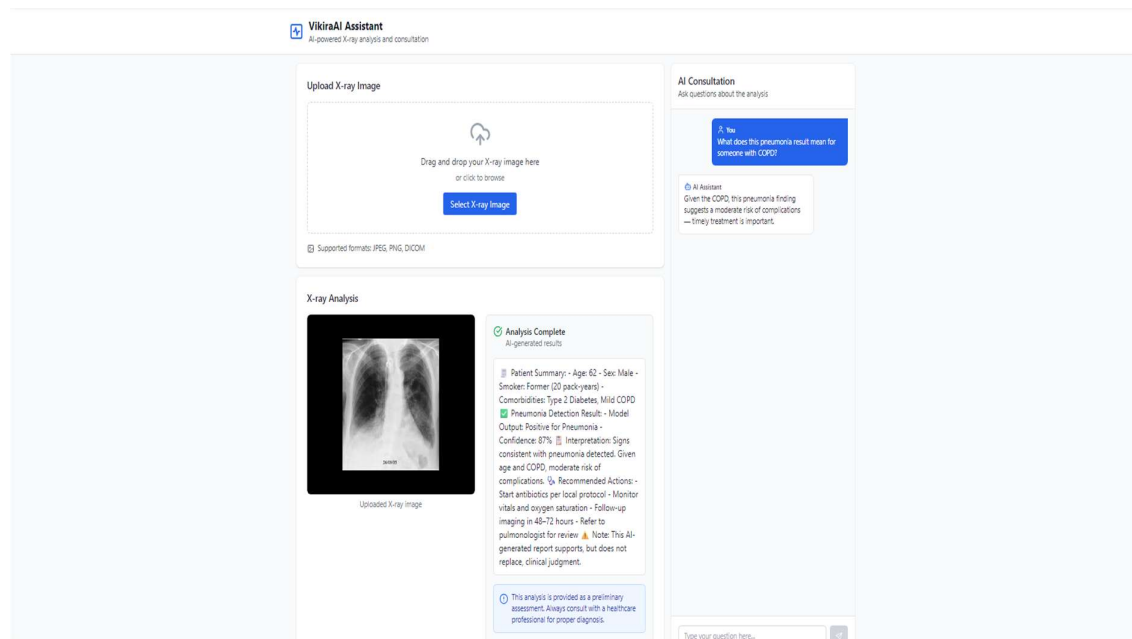 VikiraAI Assistant
AI-powered X-ray analysis and consultation
Upload X-ray Image
Drag and drop your X-ray image here
or click to browse
Select X-ray Image
Supported formats: JPEG, PNG, DICOM
X-ray Analysis
Uploaded X-ray image
Analysis Complete
AI-generated results
Patient Summary: - Age: 62 - Sex: Male -
Smoker: Former (20 pack-years) -
Comorbidities: Type 2 Diabetes, Mild COPD
✅ Pneumonia Detection Result: - Model
Output: Positive for Pneumonia -
Confidence: 87% Interpretation: Signs
consistent with pneumonia detected. Given
age and COPD, moderate risk of
complications. 🩺 Recommended Actions: -
Start antibiotics per local protocol - Monitor
vitals and oxygen saturation - Follow-up
imaging in 48–72 hours - Refer to
pulmonologist for review ⚠️ Note: This AI-
generated report supports, but does not
replace, clinical judgment.
This analysis is provided as a preliminary
assessment. Always consult with a healthcare
professional for proper diagnosis.
AI Consultation
Ask questions about the analysis
You
What does this pneumonia result mean for
someone with COPD?
AI Assistant
Given the COPD, this pneumonia finding
suggests a moderate risk of complications
— timely treatment is important.
Type your question here...